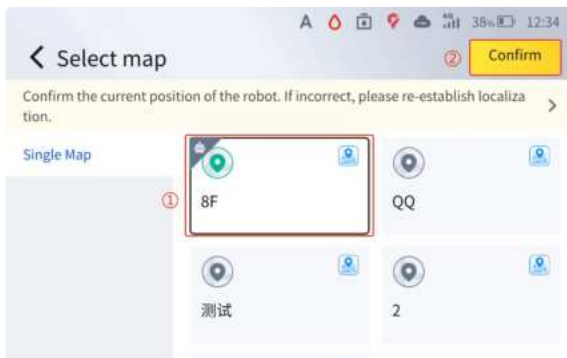 A 4G 38% 12:34
Select map
② Confirm
Confirm the current position of the robot. If incorrect, please re-establish localiza
tion.
Single Map
① 8F
QQ
测试
2